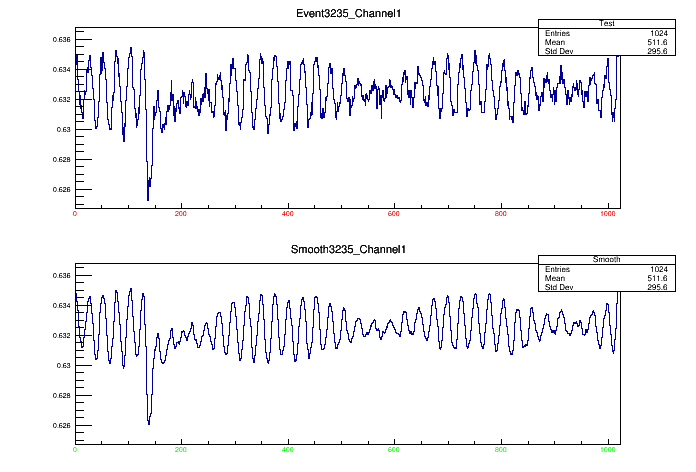 Event3235_Channel1
Test
Entries 1024
Mean 511.6
Std Dev 295.6
0.636
0.634
0.632
0.63
0.628
0.626
0 200 400 600 800 1000
Smooth3235_Channel1
Smooth
Entries 1024
Mean 511.6
Std Dev 295.6
0.636
0.634
0.632
0.63
0.628
0.626
0 200 400 600 800 1000